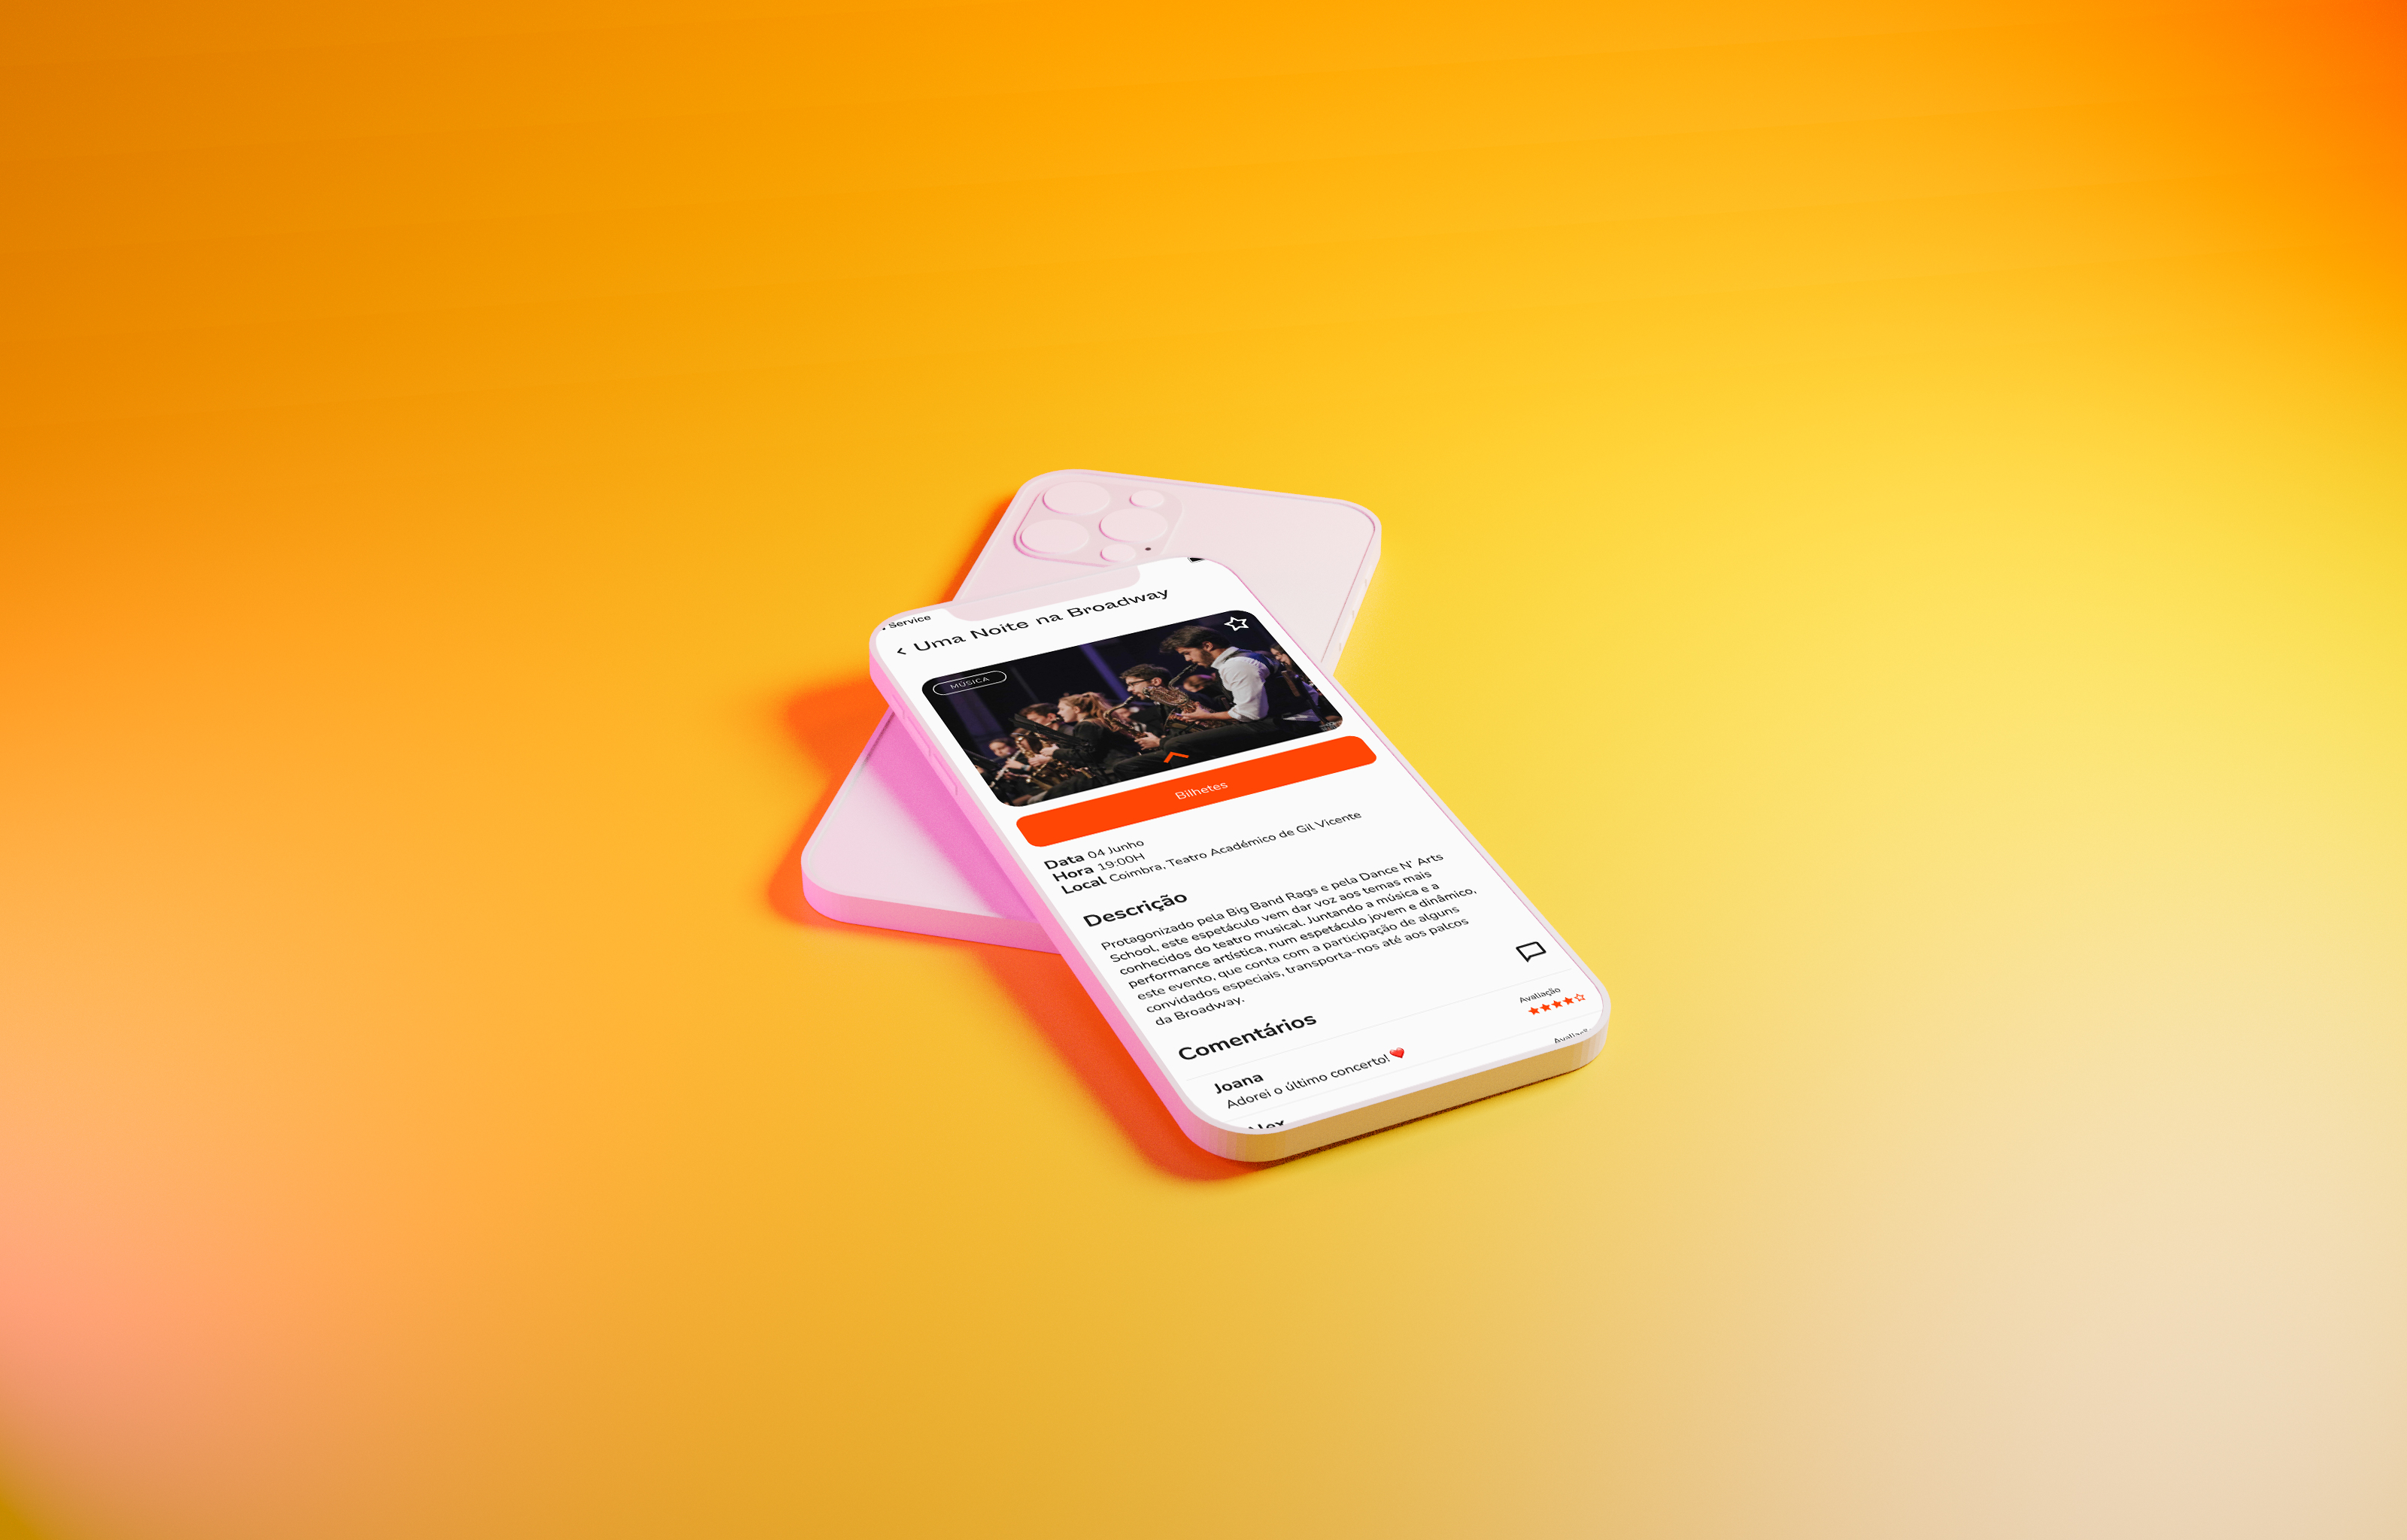 Service
Uma Noite na Broadway
MÚSICA
Bilhetes
Data 04 Junho
Hora 19:00H
Local Coimbra, Teatro Académico de Gil Vicente
Descrição
Protagonizado pela Big Band Rags e pela Dance N' Arts
School, este espetáculo vem dar voz aos temas mais
conhecidos do teatro musical. Juntando a música e a
performance artística, num espetáculo jovem e dinâmico,
este evento, que conta com a participação de alguns
convidados especiais, transporta-nos até aos palcos
da Broadway.
Comentários
Avaliação
Joana
Adorei o último concerto! ❤️